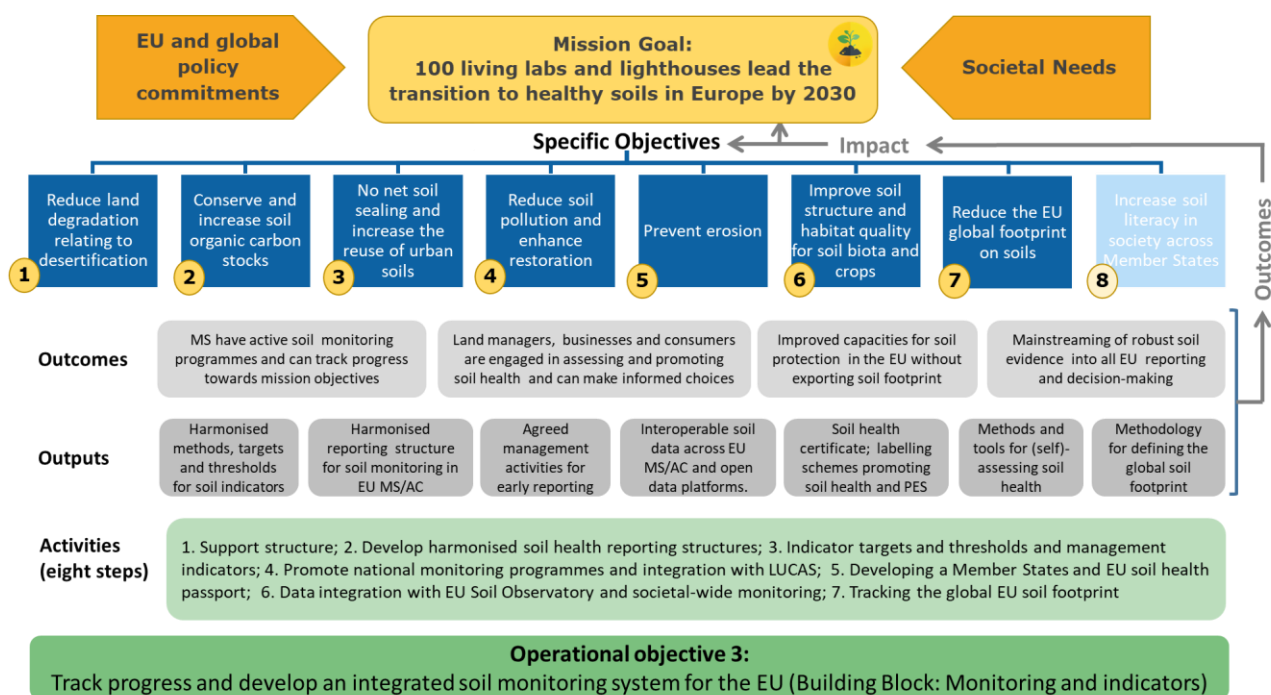 EU and global
policy
commitments
Mission Goal:
100 living labs and lighthouses lead the
transition to healthy soils in Europe by 2030
Societal Needs
Specific Objectives
Impact
Reduce land
degradation
relating to
desertification
1
Conserve and
increase soil
organic carbon
stocks
2
No net soil
sealing and
increase the
reuse of urban
soils
3
Reduce soil
pollution and
enhance
restoration
4
Prevent erosion
5
Improve soil
structure and
habitat quality
for soil biota and
crops
6
Reduce the EU
global footprint
on soils
7
Increase soil
literacy in
society across
Member States
8
Outcomes
Outcomes
MS have active soil monitoring
programmes and can track progress
towards mission objectives
Land managers, businesses and consumers
are engaged in assessing and promoting
soil health and can make informed choices
Improved capacities for soil
protection in the EU without
exporting soil footprint
Mainstreaming of robust soil
evidence into all EU reporting
and decision-making
Outputs
Harmonised
methods, targets
and thresholds
for soil indicators
Harmonised
reporting structure
for soil monitoring in
EU MS/AC
Agreed
management
activities for
early reporting
Interoperable soil
data across EU
MS/AC and open
data platforms.
Soil health
certificate; labelling
schemes promoting
soil health and PES
Methods and
tools for (self)-
assessing soil
health
Methodology
for defining the
global soil
footprint
Activities
(eight steps)
1. Support structure; 2. Develop harmonised soil health reporting structures; 3. Indicator targets and thresholds and management
indicators; 4. Promote national monitoring programmes and integration with LUCAS; 5. Developing a Member States and EU soil health
passport; 6. Data integration with EU Soil Observatory and societal-wide monitoring; 7. Tracking the global EU soil footprint
Operational objective 3:
Track progress and develop an integrated soil monitoring system for the EU (Building Block: Monitoring and indicators)